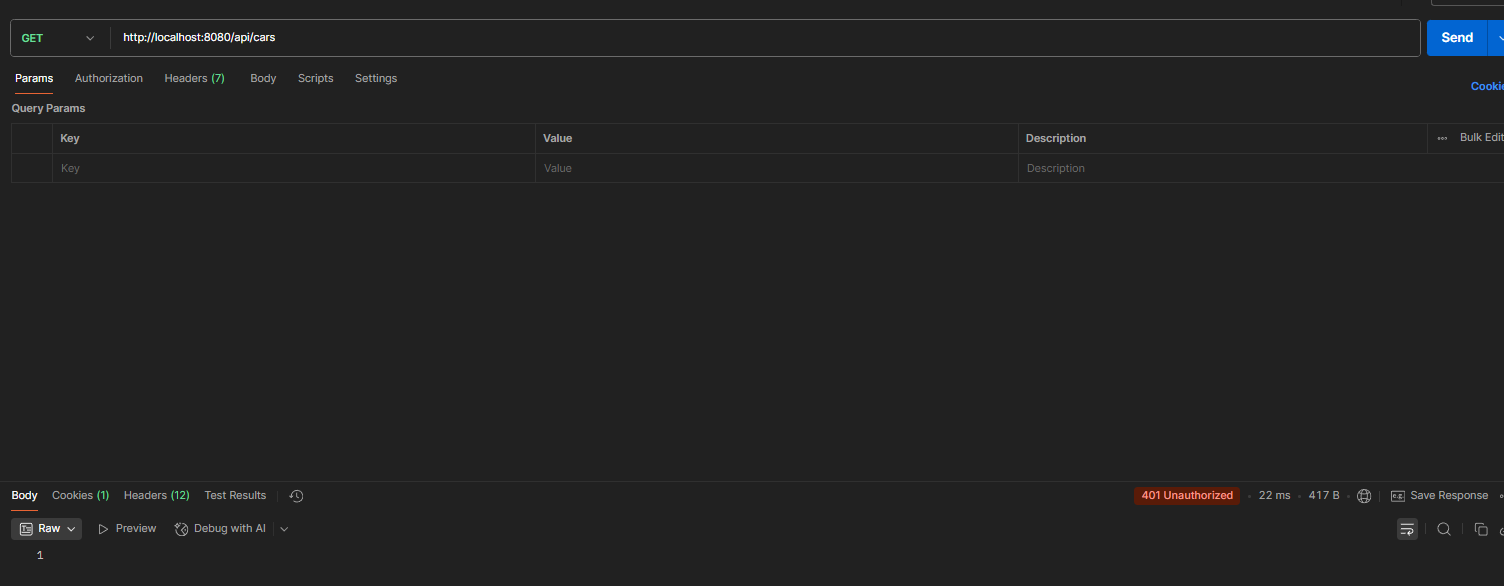 GET http://localhost:8080/api/cars Send
Params Authorization Headers (7) Body Scripts Settings
Cookie
Query Params
Key Value Description Bulk Edit
Key Value Description
Body Cookies (1) Headers (12) Test Results 401 Unauthorized 22 ms 417 B e.g. Save Response
Raw Preview Debug with AI
1